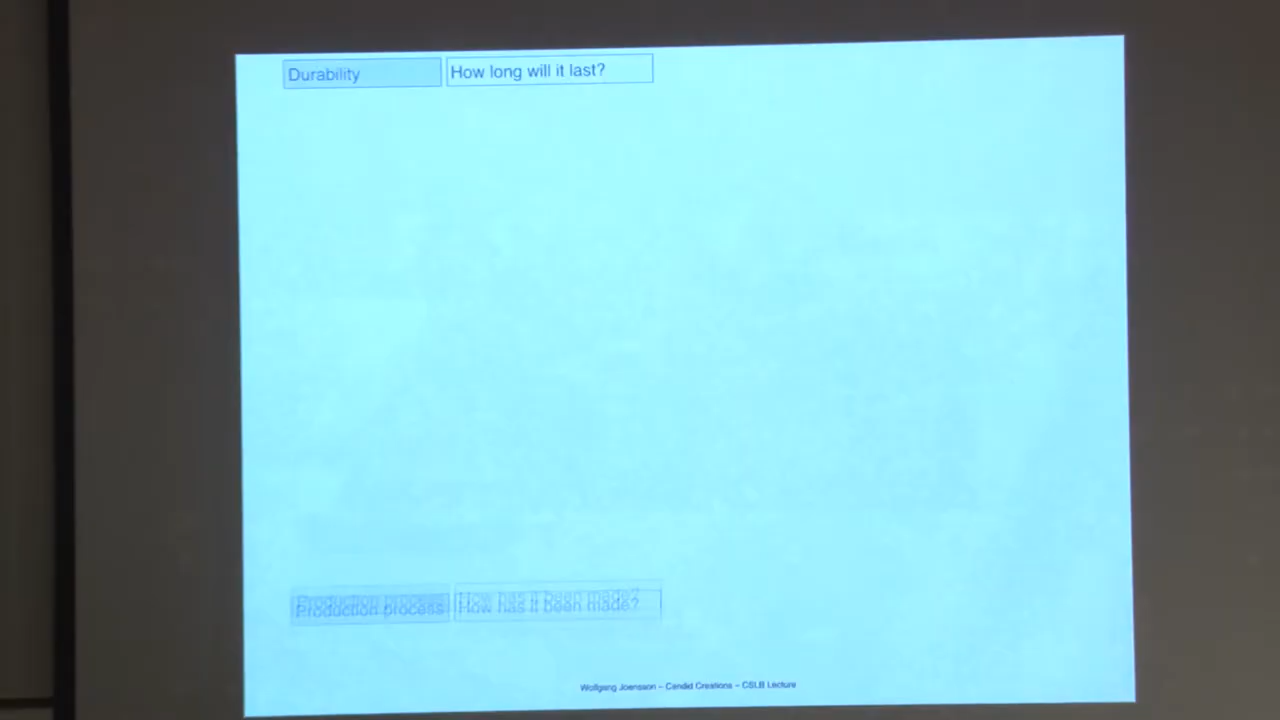 Durability
How long will it last?
Production process
How has it been made?
Wolfgang Joensson – Candid Creations – CSLB Lecture